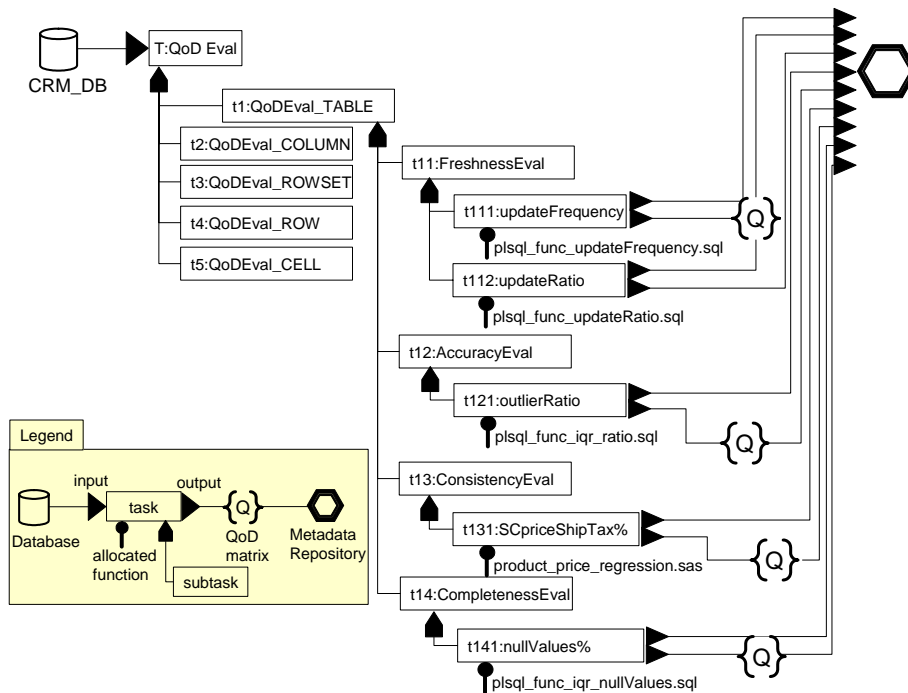 T:QoD Eval
CRM_DB
t1:QoDEval_TABLE
t2:QoDEval_COLUMN
t3:QoDEval_ROWSET
t4:QoDEval_ROW
t5:QoDEval_CELL
t11:FreshnessEval
t111:updateFrequency
Q
plsql_func_updateFrequency.sql
t112:updateRatio
plsql_func_updateRatio.sql
t12:AccuracyEval
t121:outlierRatio
plsql_func_iqr_ratio.sql
Q
t13:ConsistencyEval
t131:SCpriceShipTax%
product_price_regression.sas
Q
t14:CompletenessEval
t141:nullValues%
Q
plsql_func_iqr_nullValues.sql
Legend
input
output
task
Q
Database
allocated
function
QoD
matrix
Metadata
Repository
subtask